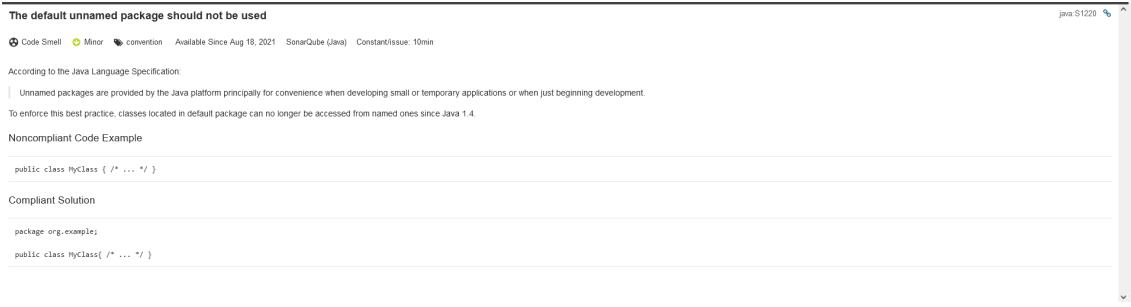 The default unnamed package should not be used
java:S1220
Code Smell Minor convention Available Since Aug 18, 2021 SonarQube (Java) Constant/issue: 10min
According to the Java Language Specification:
Unnamed packages are provided by the Java platform principally for convenience when developing small or temporary applications or when just beginning development.
To enforce this best practice, classes located in default package can no longer be accessed from named ones since Java 1.4.
Noncompliant Code Example
public class MyClass { /* ... */ }
Compliant Solution
package org.example;
public class MyClass{ /* ... */ }